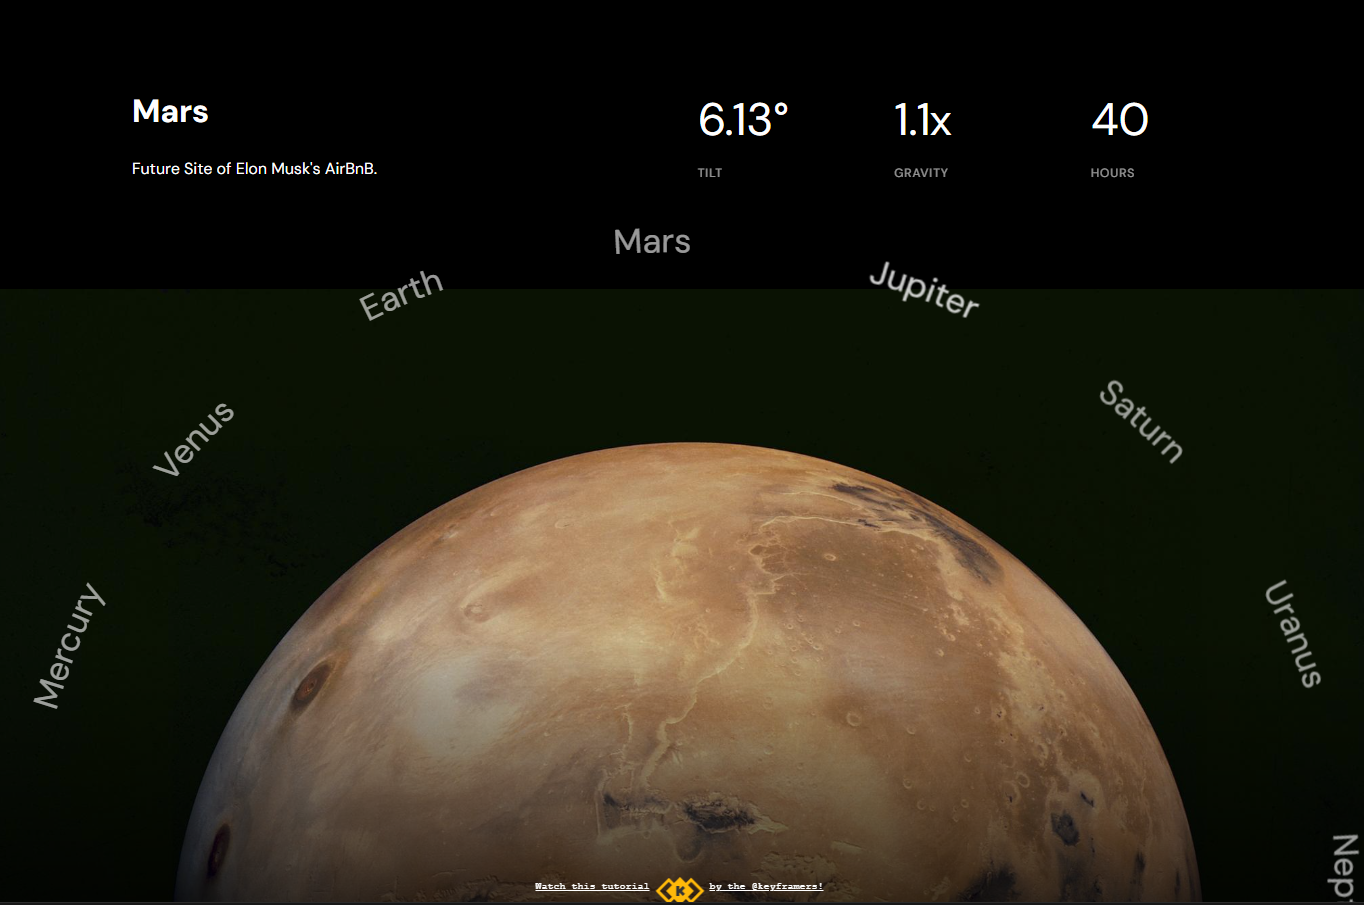 Mars
Future Site of Elon Musk's AirBnB.
6.13°
TILT
1.1x
GRAVITY
40
HOURS
Mercury
Venus
Earth
Mars
Jupiter
Saturn
Uranus
Nept
Watch this tutorial K by the @keyframers!